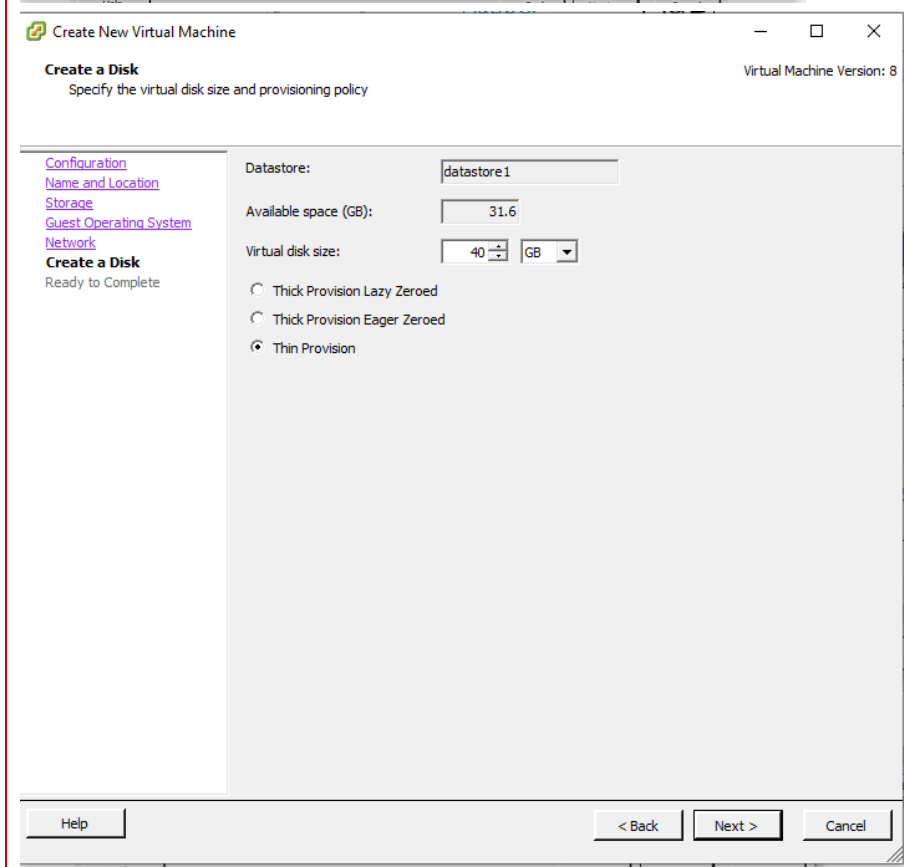 Create New Virtual Machine
Create a Disk
Virtual Machine Version: 8
Specify the virtual disk size and provisioning policy
Configuration
Name and Location
Storage
Guest Operating System
Network
Create a Disk
Ready to Complete
Datastore:
datastore1
Available space (GB):
31.6
Virtual disk size:
40
GB
Thick Provision Lazy Zeroed
Thick Provision Eager Zeroed
Thin Provision
Help
< Back
Next >
Cancel